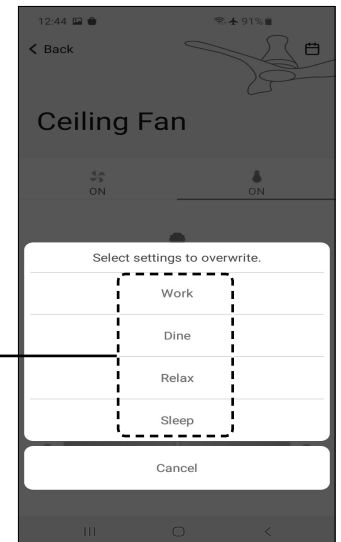 12:44 91%
Back
Ceiling Fan
ON ON
Select settings to overwrite.
Work
Dine
Relax
Sleep
Cancel